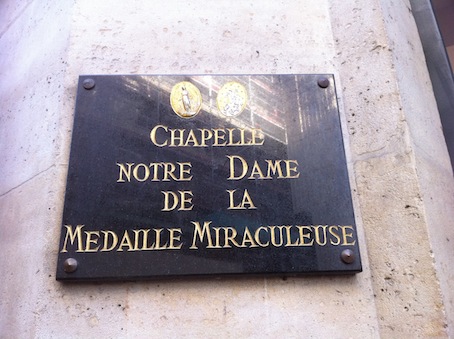 CHAPELLE
NOTRE DAME
DE LA
MEDAILLE MIRACULEUSE